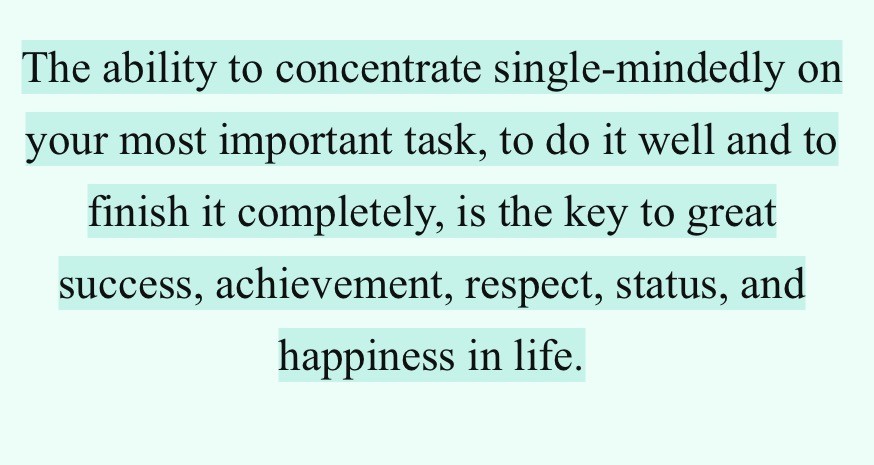 The ability to concentrate single-mindedly on
your most important task, to do it well and to
finish it completely, is the key to great
success, achievement, respect, status, and
happiness in life.